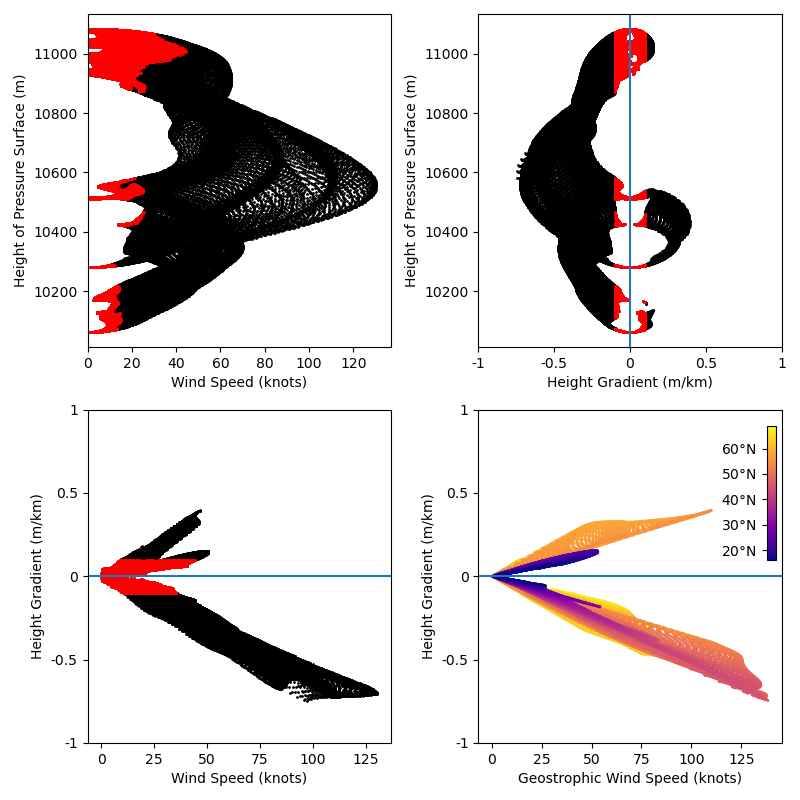 Height of Pressure Surface (m)
11000
10800
10600
10400
10200
0 20 40 60 80 100 120
Wind Speed (knots)
Height of Pressure Surface (m)
11000
10800
10600
10400
10200
-1 -0.5 0 0.5 1
Height Gradient (m/km)
Height Gradient (m/km)
1
0.5
0
-0.5
-1
0 25 50 75 100 125
Wind Speed (knots)
Height Gradient (m/km)
1
0.5
0
-0.5
-1
60°N
50°N
40°N
30°N
20°N
0 25 50 75 100 125
Geostrophic Wind Speed (knots)